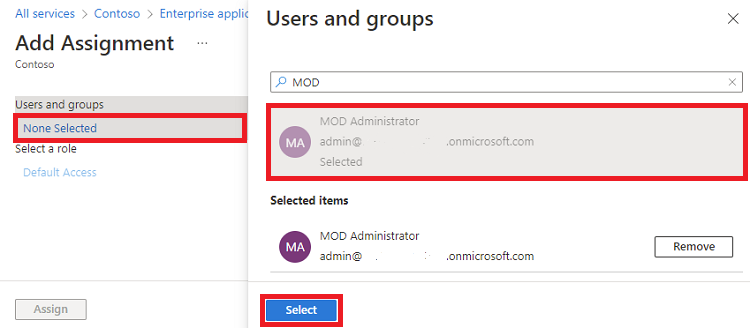 All services > Contoso > Enterprise applic
Add Assignment ...
Contoso
Users and groups
None Selected
Select a role
Default Access
Assign
Users and groups
MOD
MA
MOD Administrator
admin@ .onmicrosoft.com
Selected
Selected items
MA
MOD Administrator
admin@ .onmicrosoft.com
Remove
Select